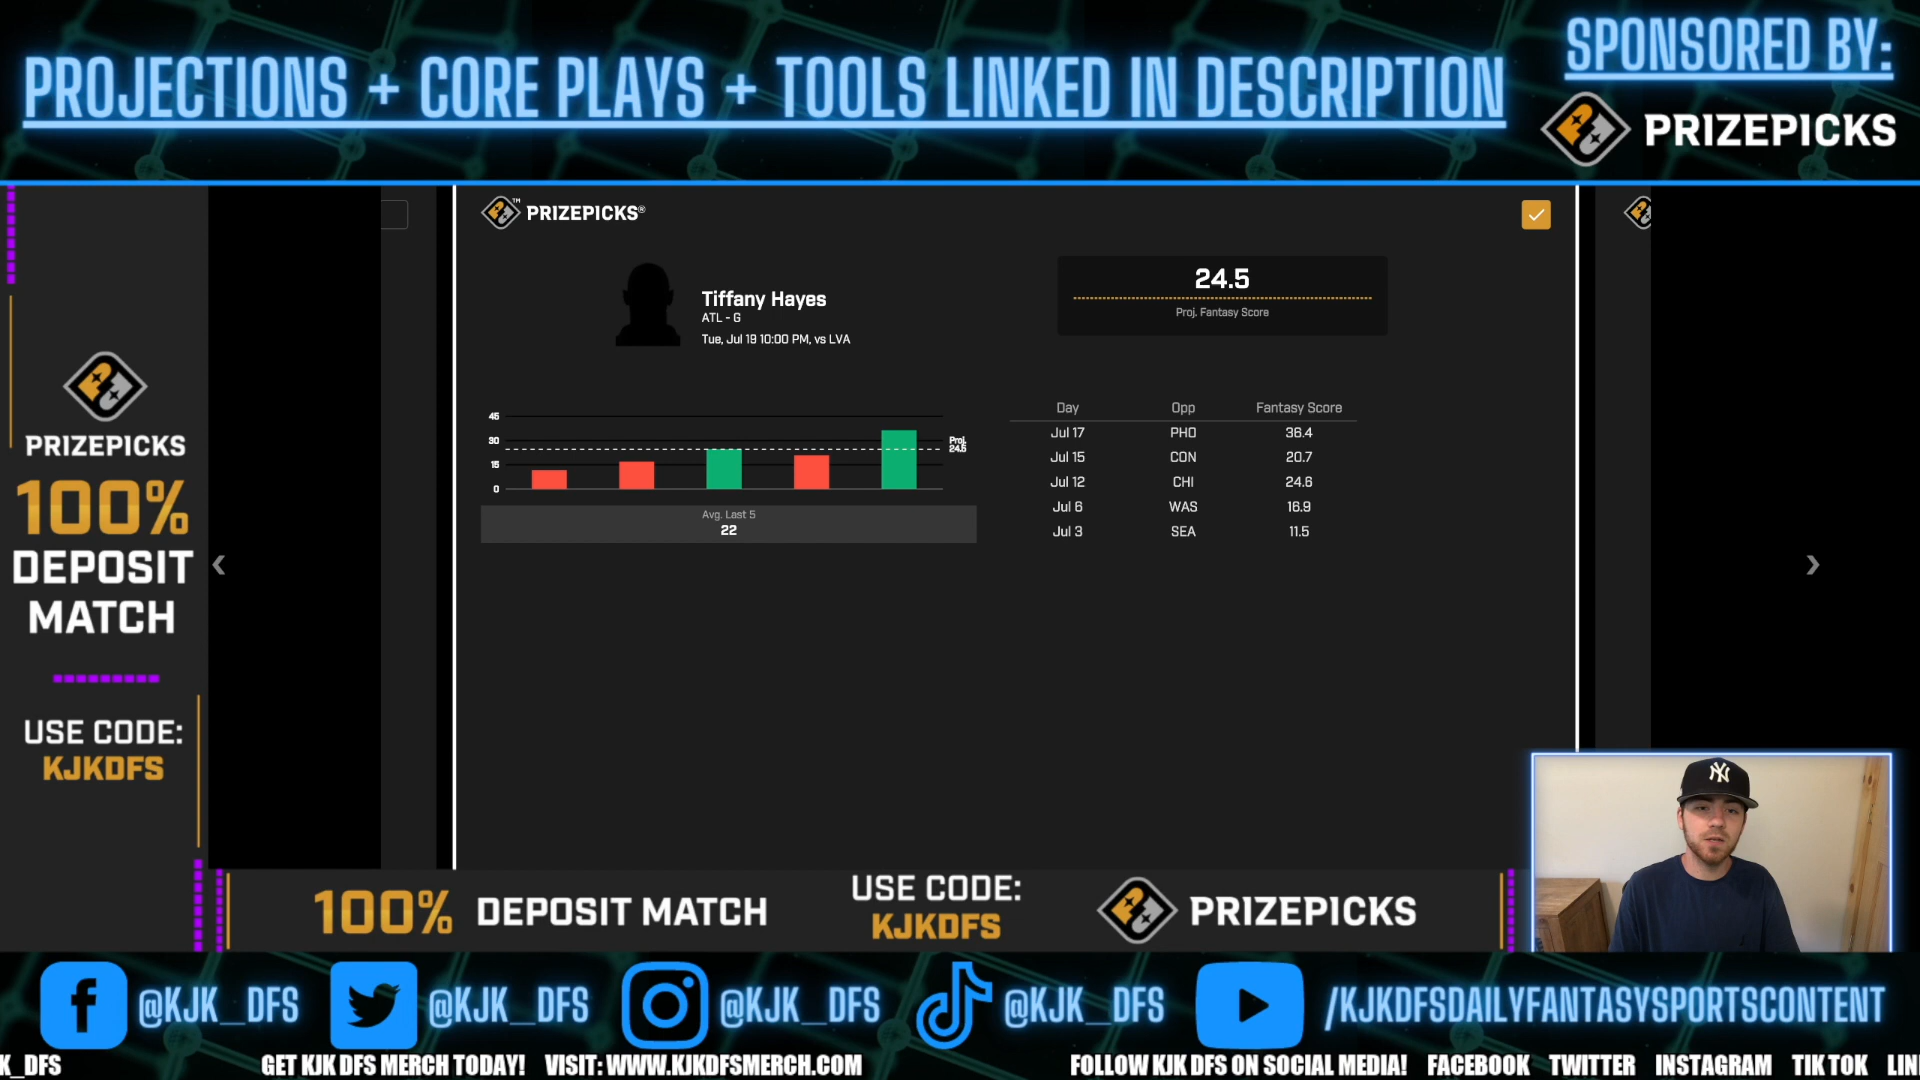 PROJECTIONS + CORE PLAYS + TOOLS LINKED IN DESCRIPTION
SPONSORED BY:
PRIZEPICKS
™ PRIZEPICKS®
Tiffany Hayes
ATL - G
Tue, Jul 19 10:00 PM, vs LVA
24.5
Proj. Fantasy Score
45
30
15
0
Proj.
24.5
Avg. Last 5
22
Day Opp Fantasy Score
Jul 17 PHO 36.4
Jul 15 CON 20.7
Jul 12 CHI 24.6
Jul 6 WAS 16.9
Jul 3 SEA 11.5
PRIZEPICKS
100%
DEPOSIT
MATCH
USE CODE:
KJKDFS
100% DEPOSIT MATCH
USE CODE:
KJKDFS
PRIZEPICKS
NY
@KJK_DFS @KJK_DFS @KJK_DFS @KJK_DFS /KJKDFSDAILYFANTASYSPORTSCONTENT
K_DFS GET KJK DFS MERCH TODAY! VISIT: WWW.KJKDFSMERCH.COM FOLLOW KJK DFS ON SOCIAL MEDIA! FACEBOOK TWITTER INSTAGRAM TIK TOK LIN